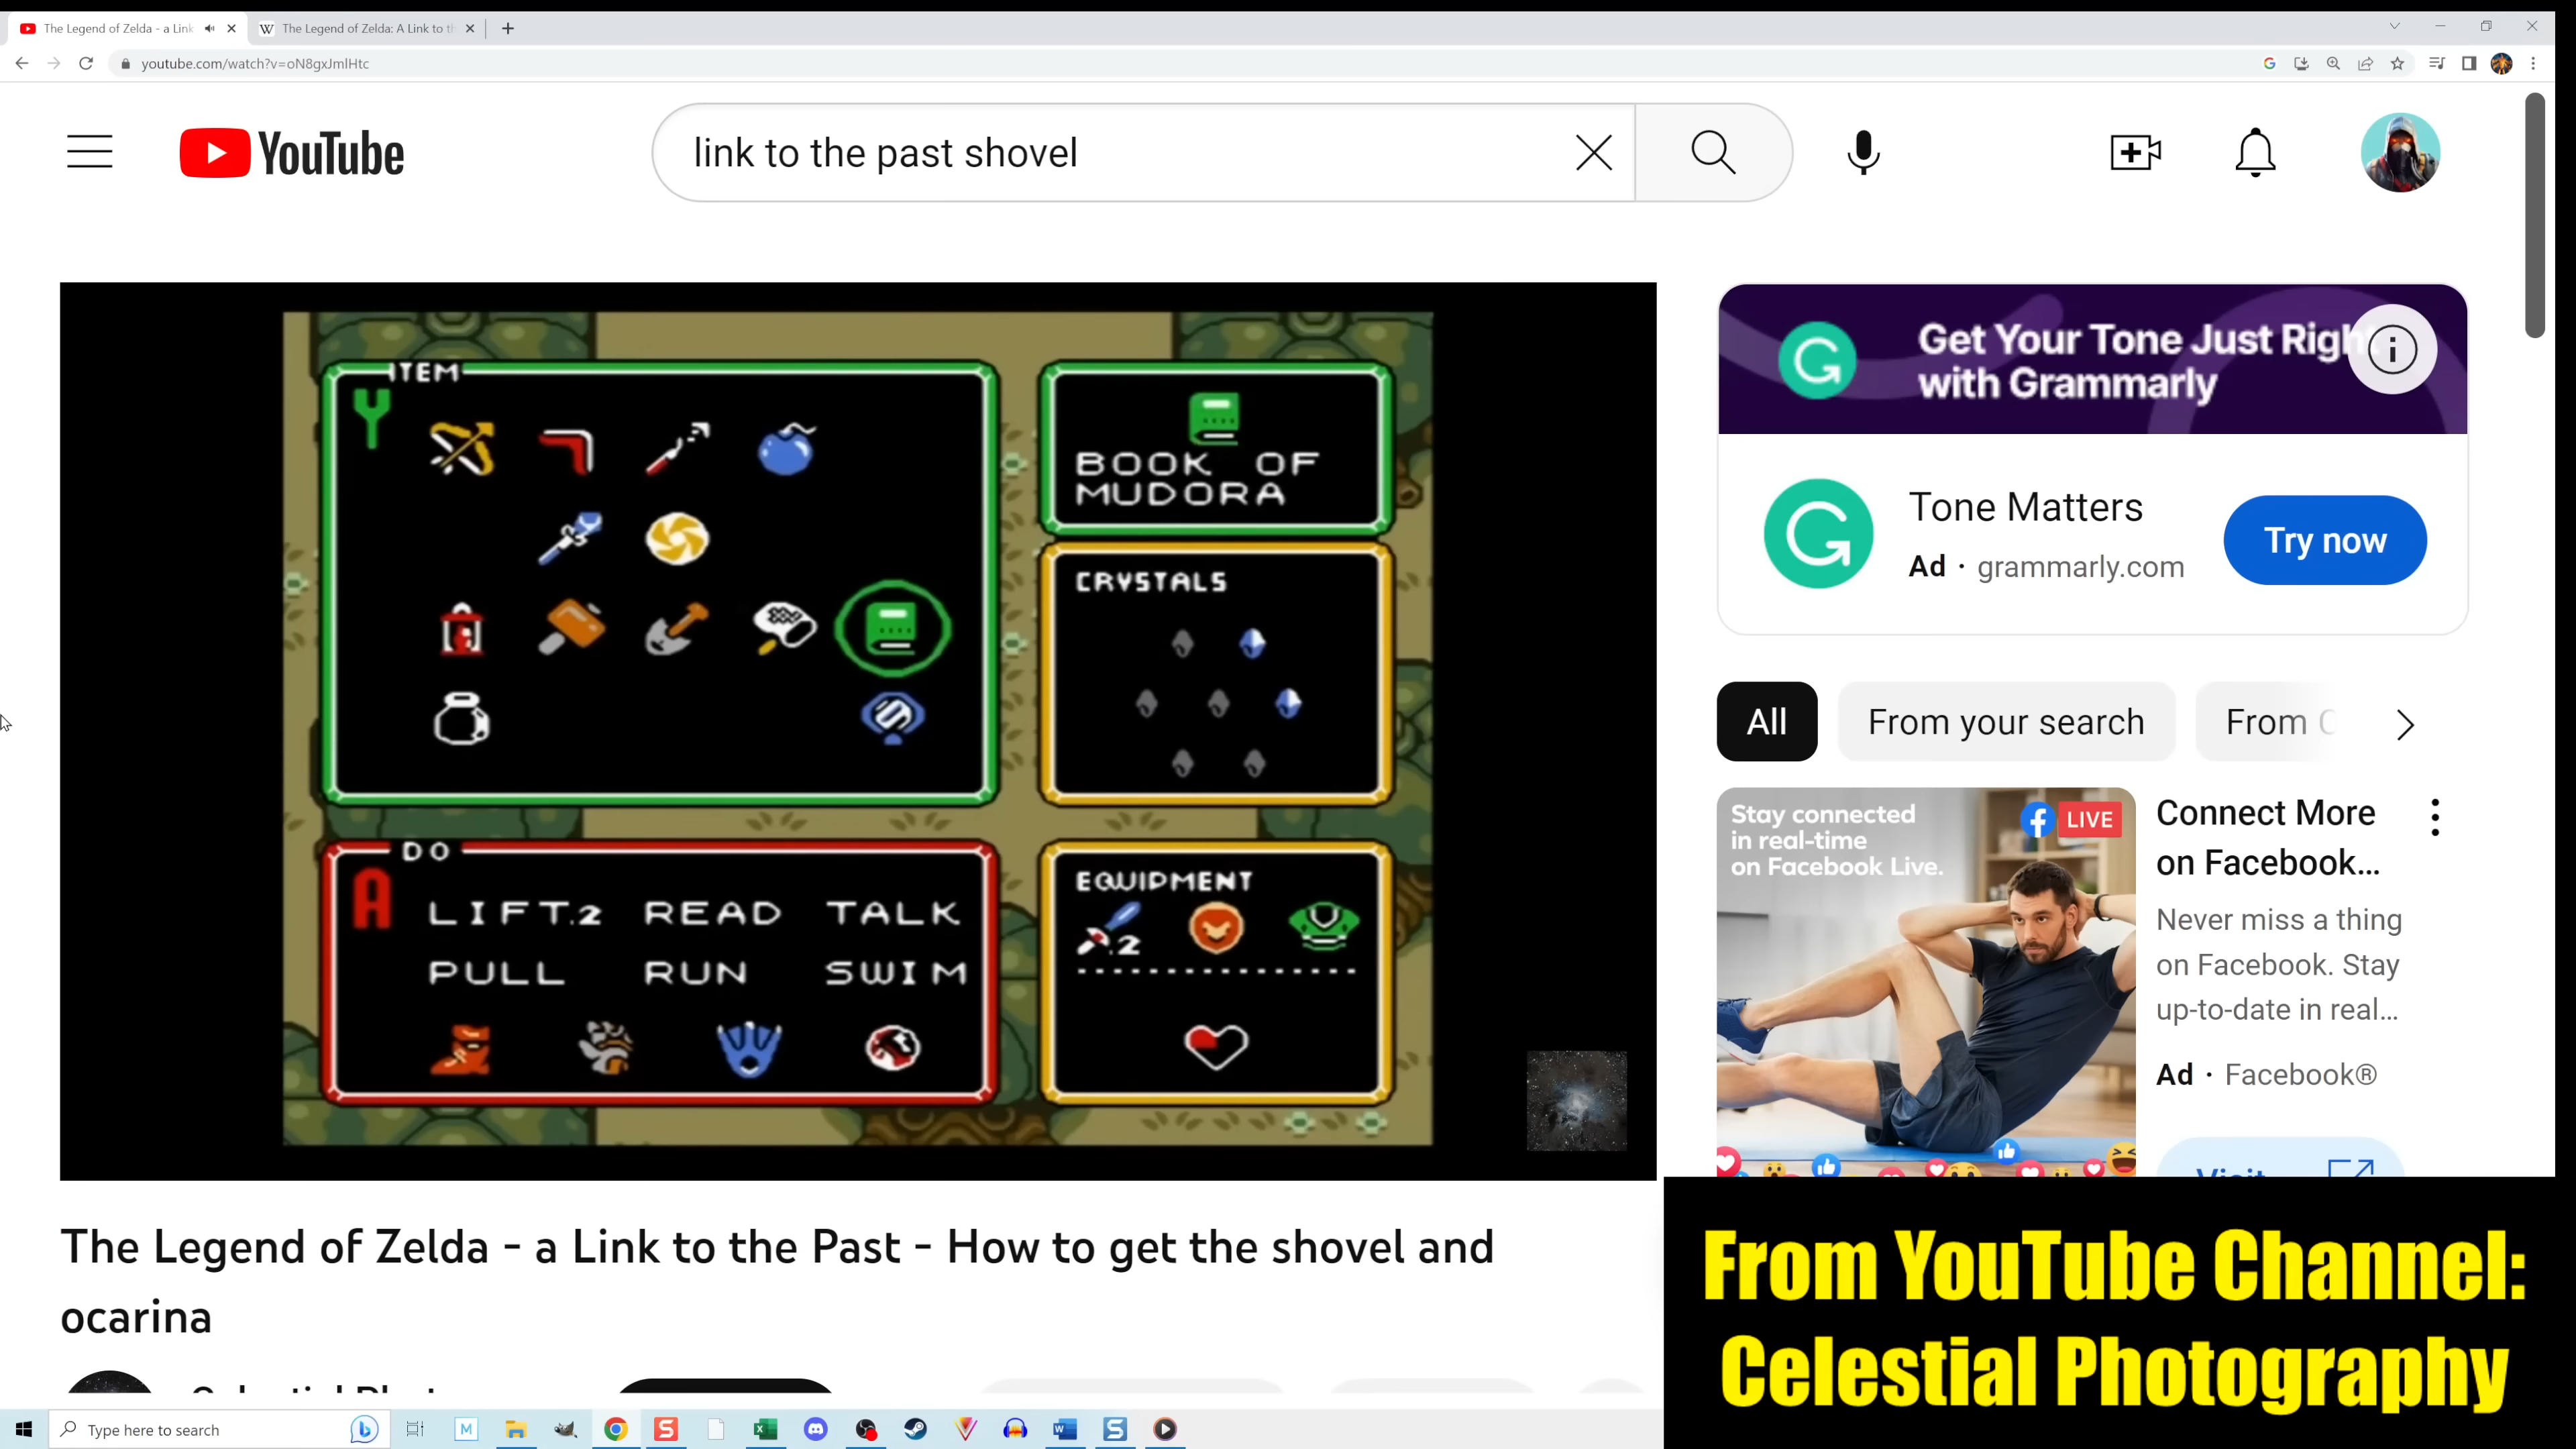 The Legend of Zelda - a Link
The Legend of Zelda: A Link to th
youtube.com/watch?v=oN8gxJmlHtc
YouTube
link to the past shovel
ITEM
Y
BOOK OF
MUDORA
CRYSTALS
DO
A
LIFT.2 READ TALK
PULL RUN SWIM
EQUIPMENT
.2
Get Your Tone Just Righ
with Grammarly
Tone Matters
Ad · grammarly.com
Try now
All
From your search
From
Stay connected
in real-time
on Facebook Live.
LIVE
Connect More
on Facebook...
Never miss a thing
on Facebook. Stay
up-to-date in real...
Ad · Facebook®
Visit
The Legend of Zelda - a Link to the Past - How to get the shovel and
ocarina
From YouTube Channel:
Celestial Photography
Type here to search